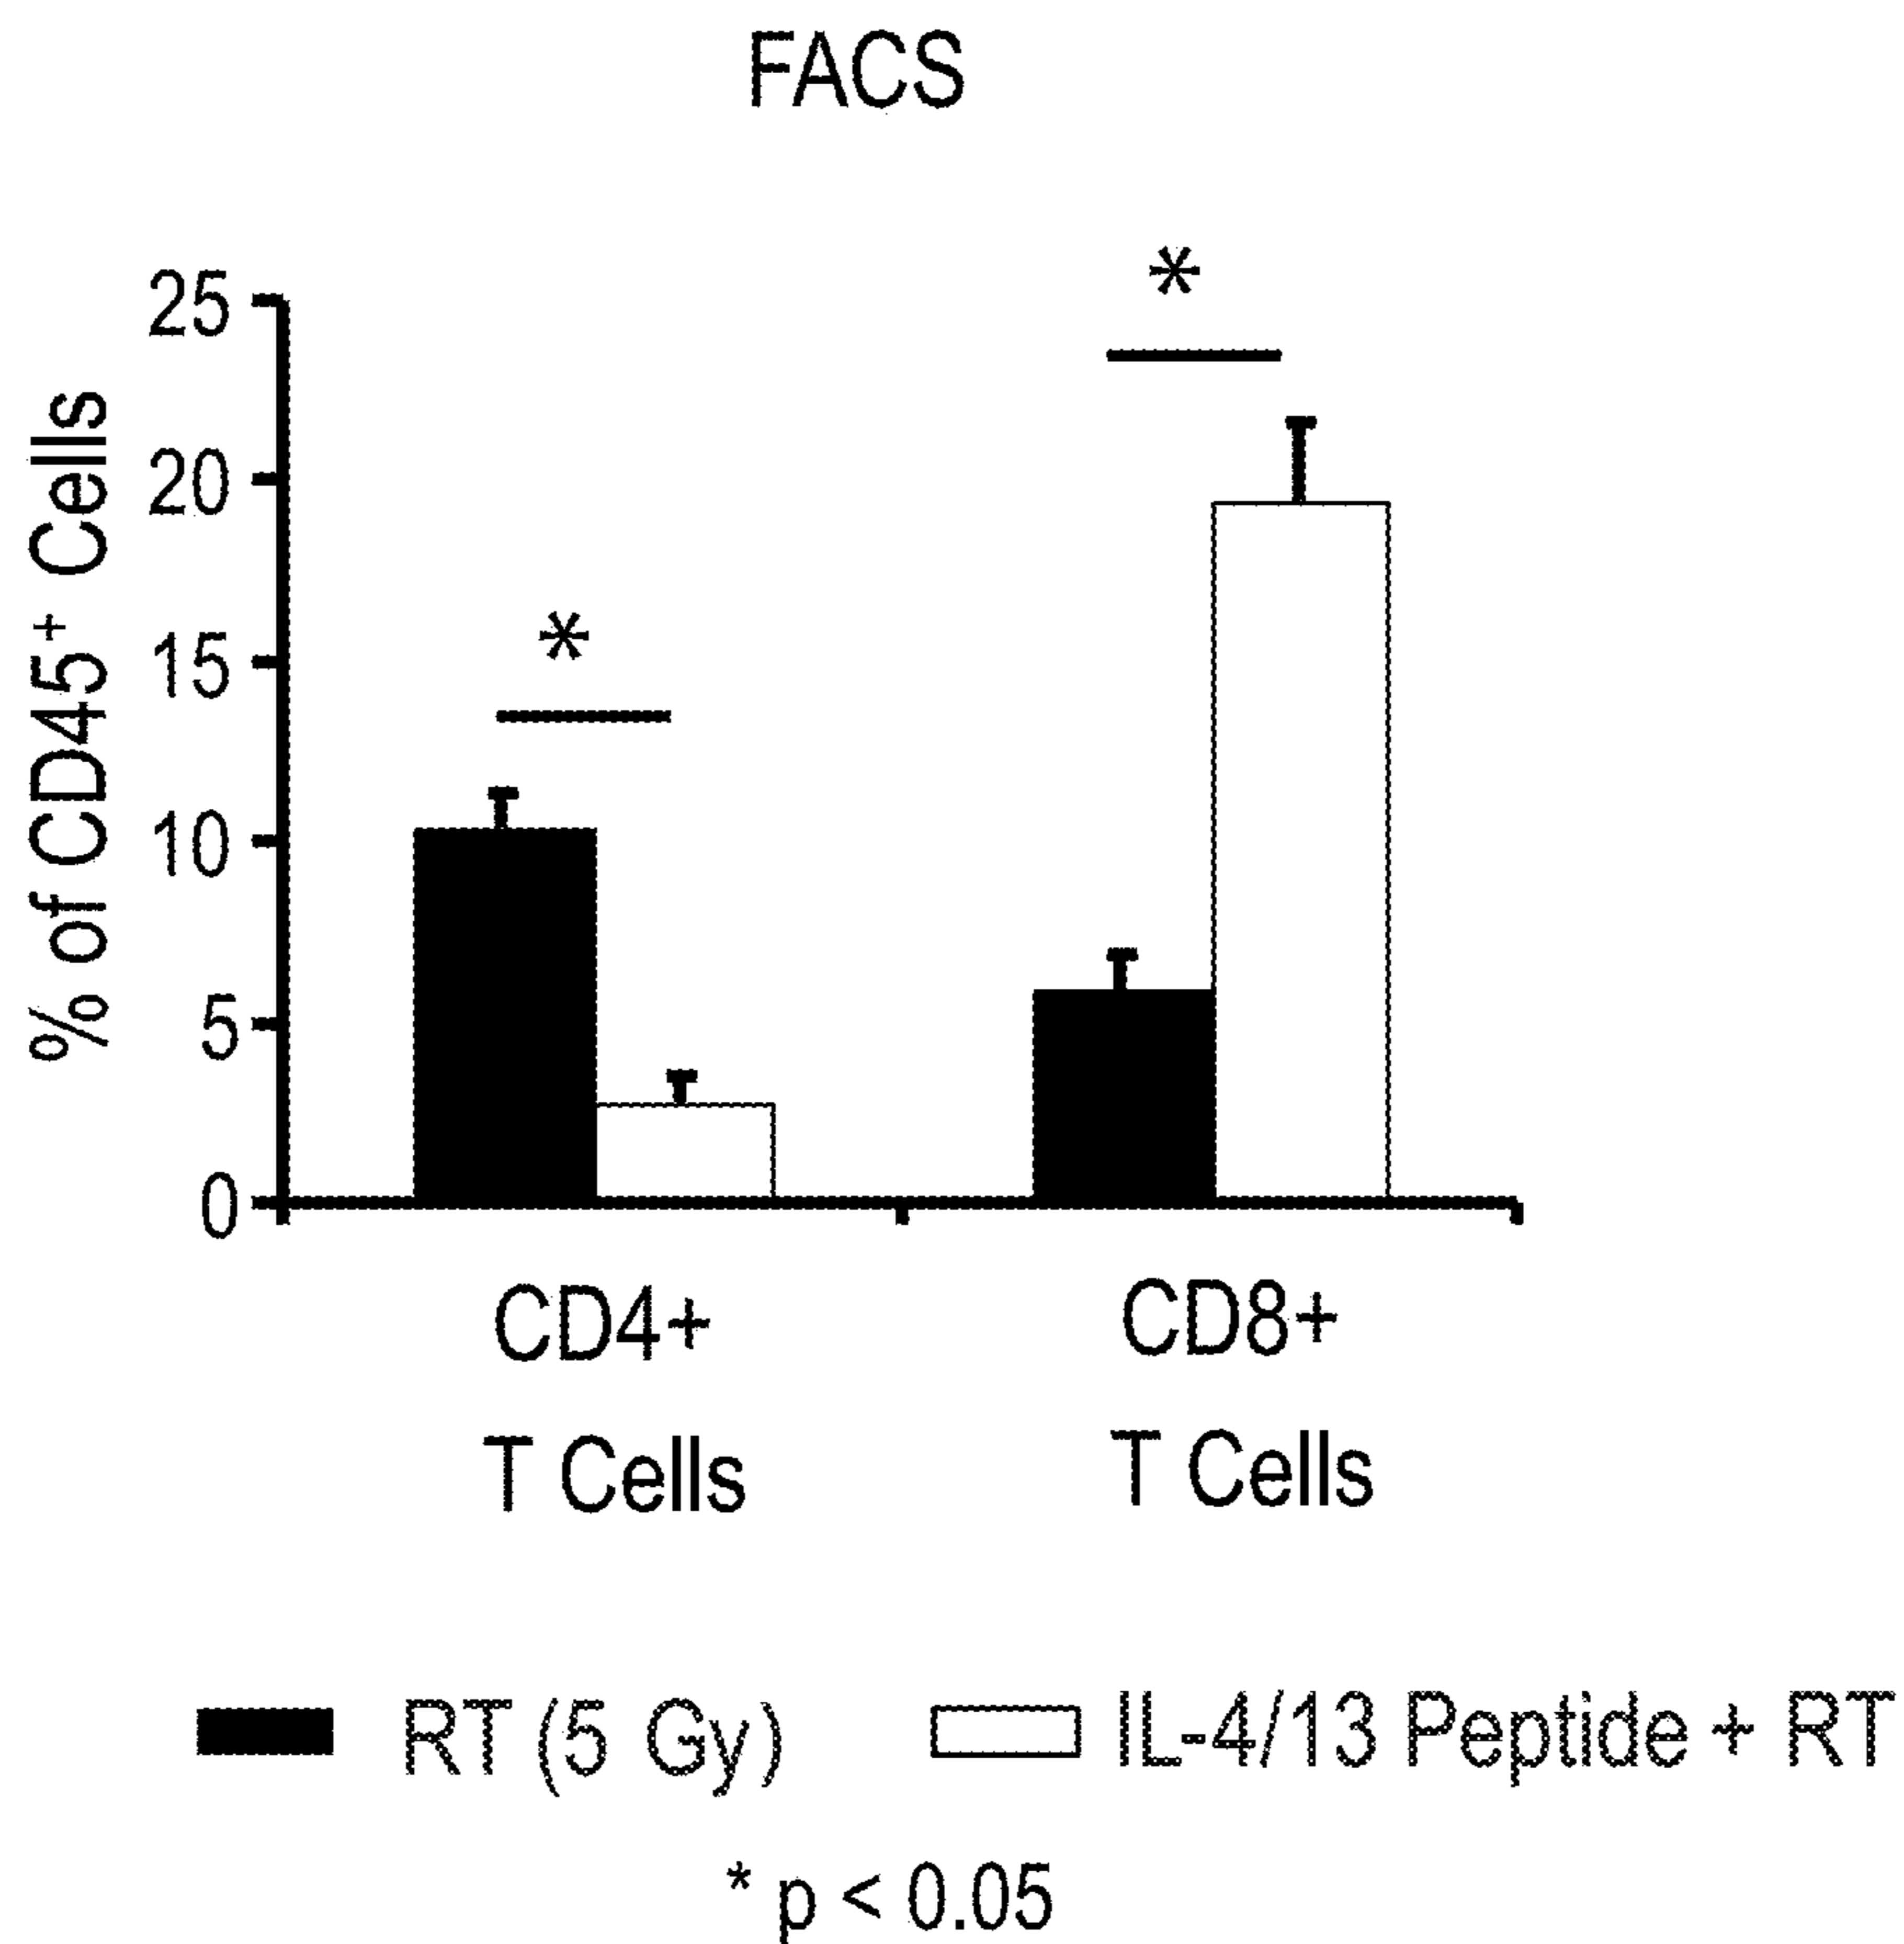 FACS
% of CD45⁺ Cells
25
20
15
10
5
0
*
*
CD4+
T Cells
CD8+
T Cells
RT (5 Gy)
IL-4/13 Peptide + RT
* p < 0.05